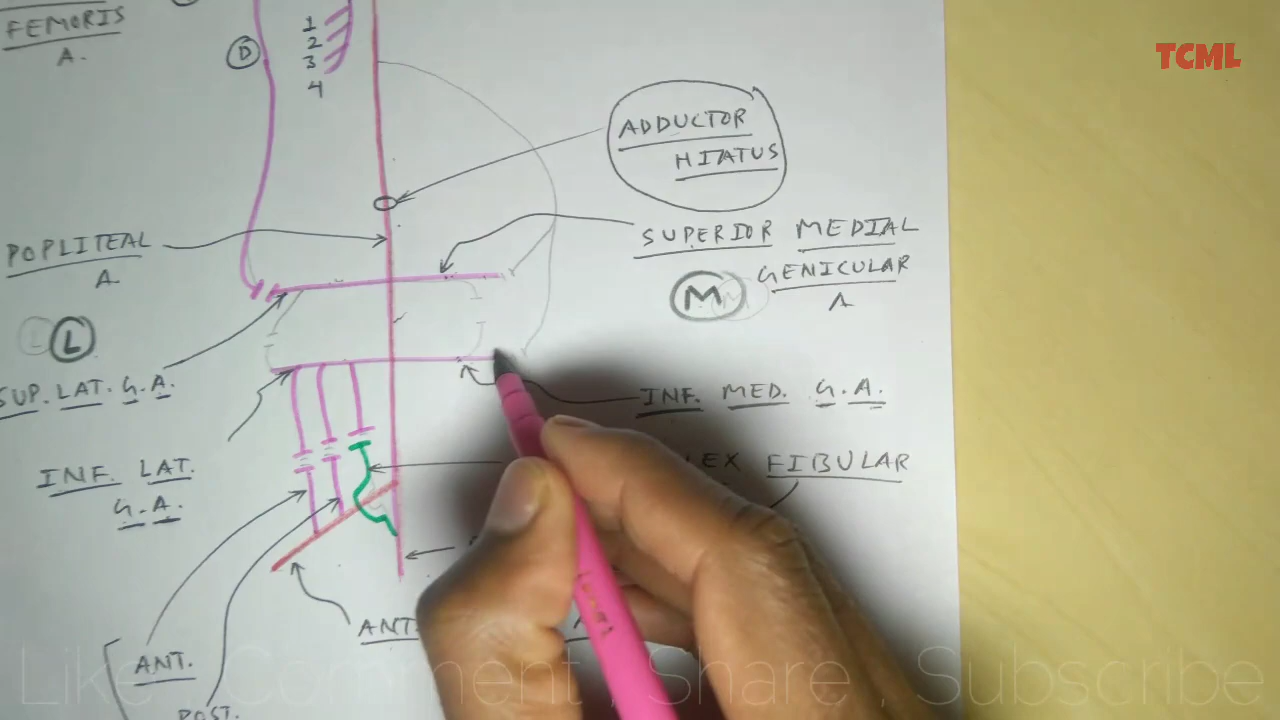 FEMORIS
A.
TCML
D
1
2
3
4
ADDUCTOR
HIATUS
POPLITEAL
A
SUPERIOR MEDIAL
GENICULAR
A
M
L
SUP. LAT. G.A.
INF. MED. G.A.
INF. LAT.
G.A.
FIBULAR
ANT.
POST.
Like, Comment, Share, Subscribe